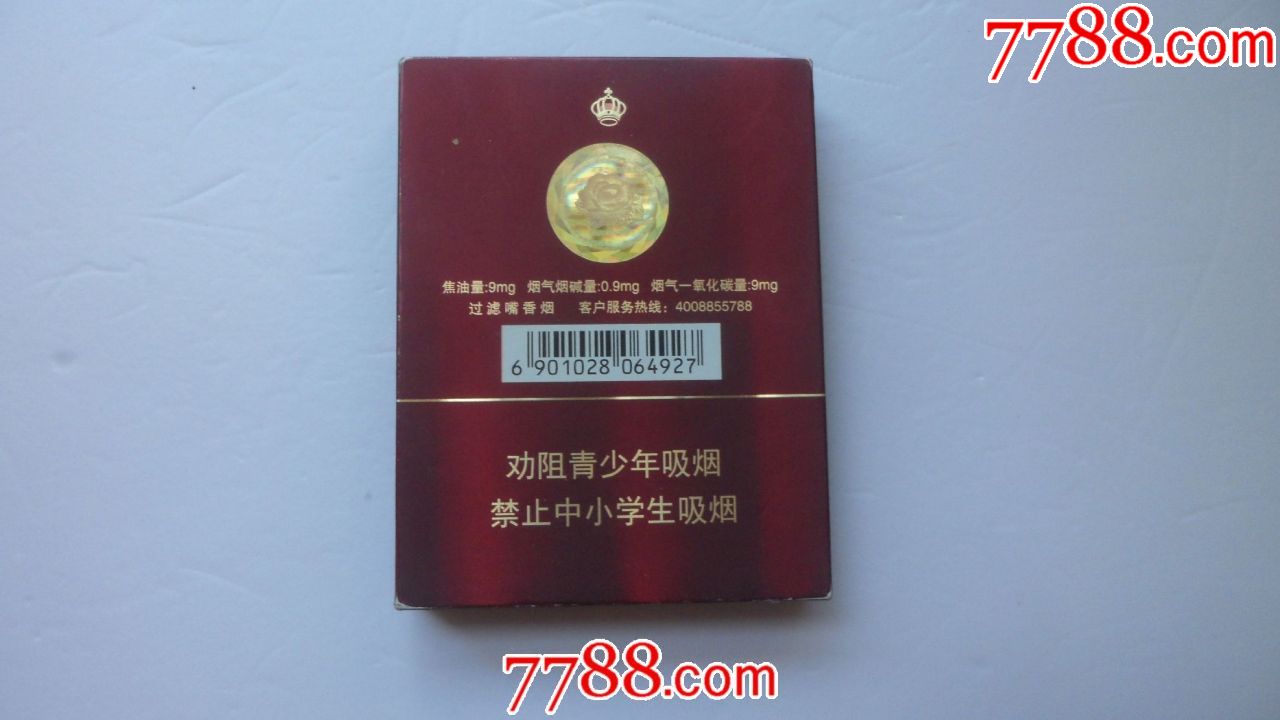 7788.com
焦油量:9mg 烟气烟碱量:0.9mg 烟气一氧化碳量:9mg
过滤嘴香烟 客户服务热线：4008855788
6 901028 064927
劝阻青少年吸烟
禁止中小学生吸烟
7788.com